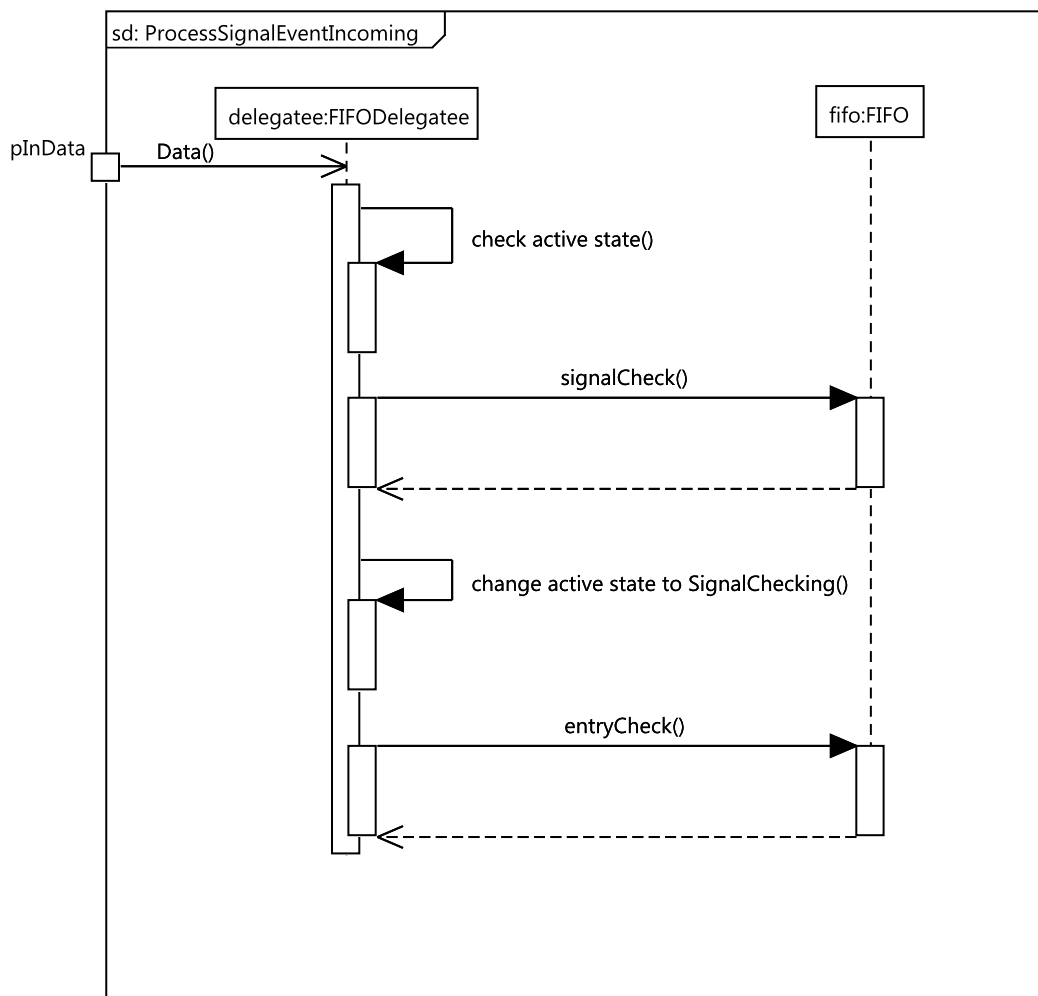 sd: ProcessSignalEventIncoming
delegatee:FIFODelegatee
fifo:FIFO
pInData
Data()
check active state()
signalCheck()
change active state to SignalChecking()
entryCheck()